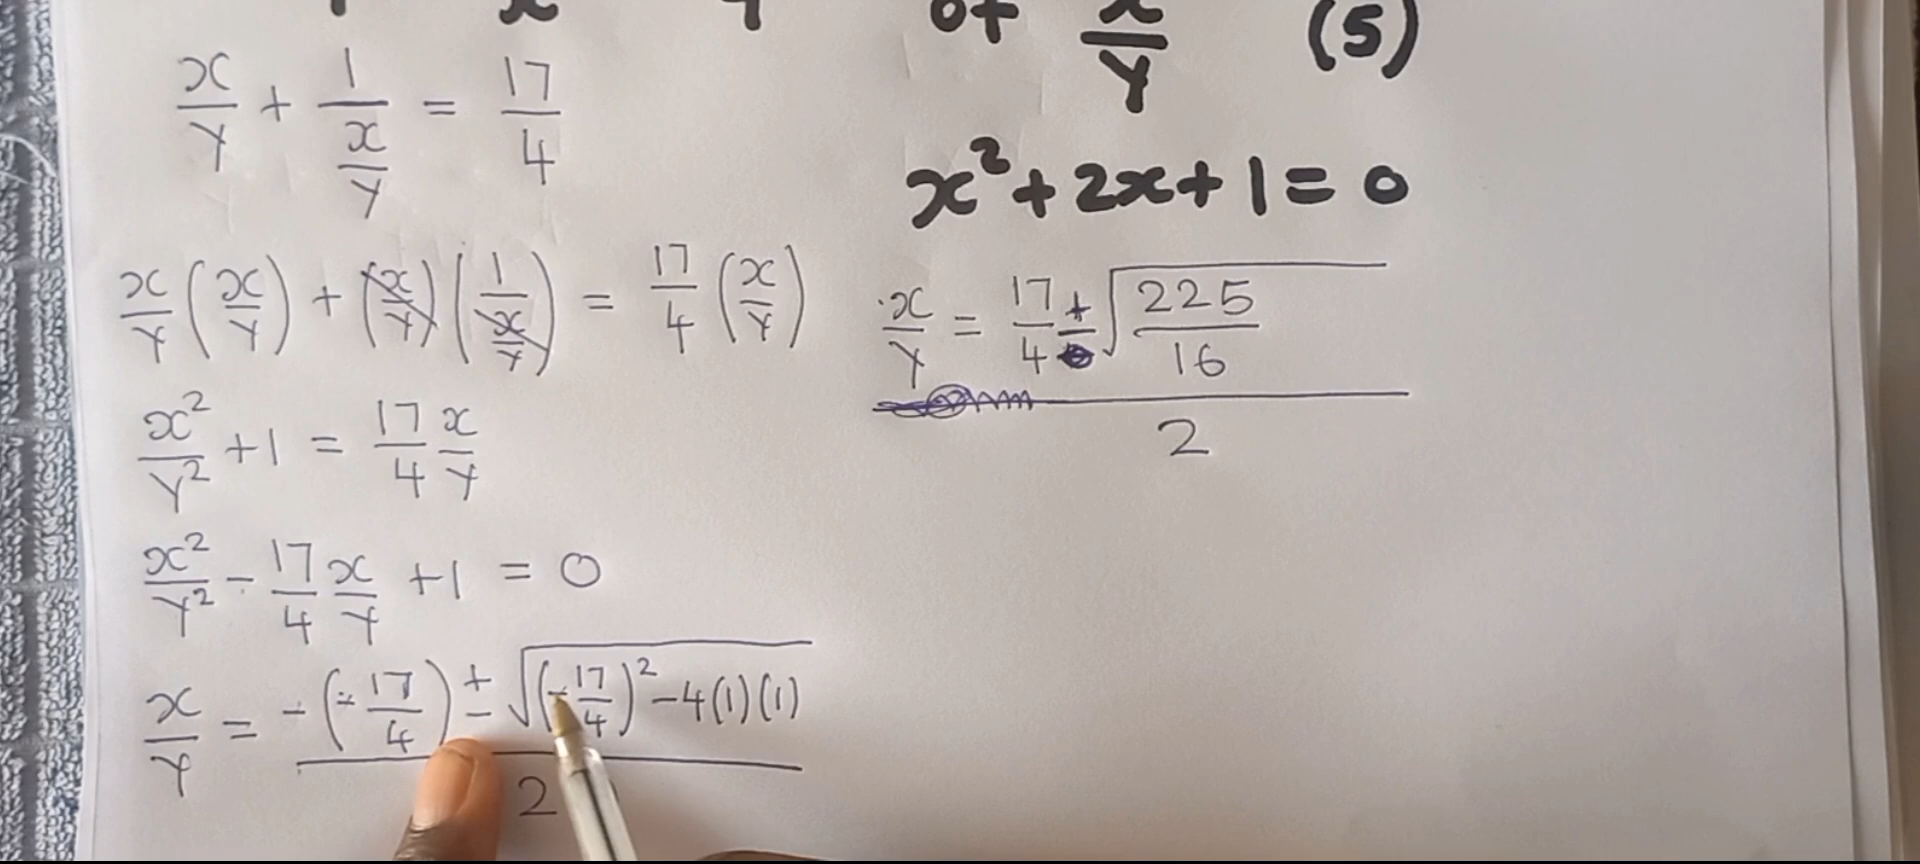 of x/y (5)
x/y + 1/(x/y) = 17/4
x² + 2x + 1 = 0
x/y (x/y) + (x/y) (1/(x/y)) = 17/4 (x/y)
x²/y² + 1 = 17/4 x/y
x²/y² - 17/4 x/y + 1 = 0
x/y = (-(-17/4) ± √((-17/4)² - 4(1)(1)))/2
x/y = (17/4 ± √(225/16))/2